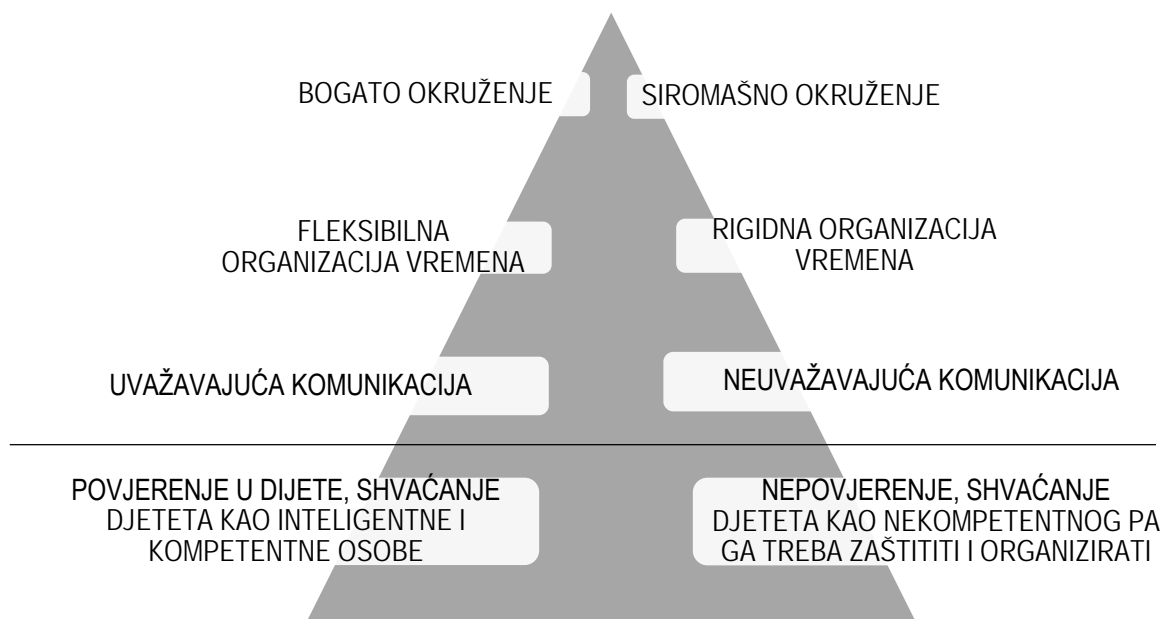 BOGATO OKRUŽENJE
SIROMAŠNO OKRUŽENJE
FLEKSIBILNA
ORGANIZACIJA VREMENA
RIGIDNA ORGANIZACIJA
VREMENA
UVAŽAVAJUĆA KOMUNIKACIJA
NEUVAŽAVAJUĆA KOMUNIKACIJA
POVJERENJE U DIJETE, SHVAĆANJE
DJETETA KAO INTELIGENTNE I
KOMPETENTNE OSOBE
NEPOVJERENJE, SHVAĆANJE
DJETETA KAO NEKOMPETENTNOG PA
GA TREBA ZAŠTITITI I ORGANIZIRATI